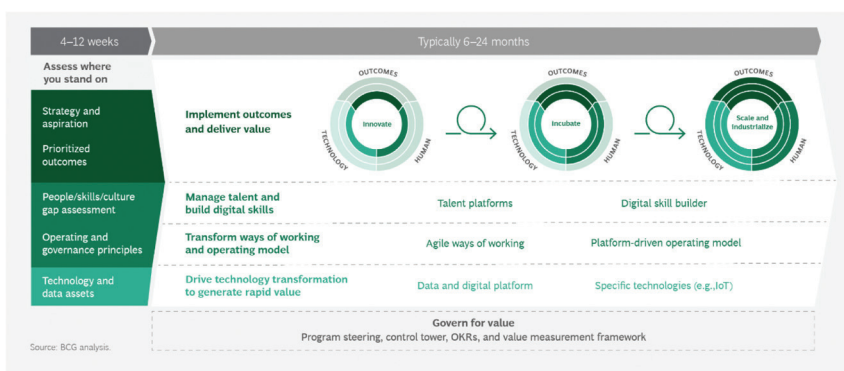 4–12 weeks
Typically 6–24 months
Assess where
you stand on
Strategy and
aspiration
Prioritized
outcomes
Implement outcomes
and deliver value
OUTCOMES
Innovate
TECHNOLOGY
HUMAN
OUTCOMES
Incubate
TECHNOLOGY
HUMAN
OUTCOMES
Scale and
Industrialize
TECHNOLOGY
HUMAN
People/skills/culture
gap assessment
Manage talent and
build digital skills
Talent platforms
Digital skill builder
Operating and
governance principles
Transform ways of working
and operating model
Agile ways of working
Platform-driven operating model
Technology and
data assets
Drive technology transformation
to generate rapid value
Data and digital platform
Specific technologies (e.g.,IoT)
Govern for value
Program steering, control tower, OKRs, and value measurement framework
Source: BCG analysis.